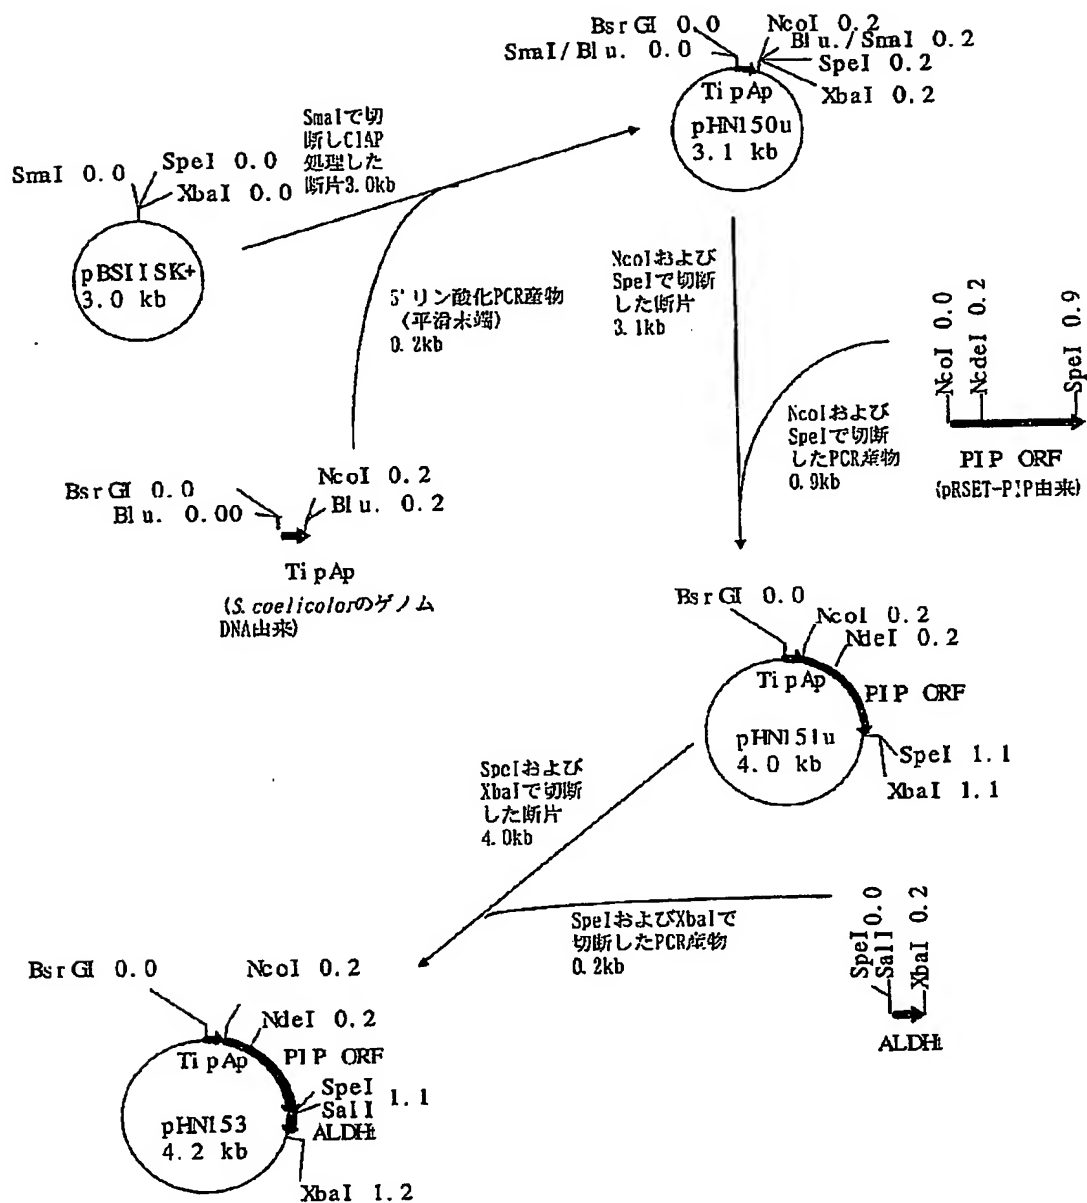 BsrGI 0.0
SmaI/Blu. 0.0
NcoI 0.2
Blu./SmaI 0.2
SpeI 0.2
XbaI 0.2
TipAp
pHN150u
3.1 kb
SmaIで切
断しCIAP
処理した
断片3.0kb
SmaI 0.0
SpeI 0.0
XbaI 0.0
pBSIISK+
3.0 kb
5'リン酸化PCR産物
(平滑末端)
0.2kb
NcoIおよび
SpeIで切断
した断片
3.1kb
NcoI 0.0
NcdeI 0.2
SpeI 0.9
PIP ORF
(pRSET-PIP由来)
NcoIおよび
SpeIで切断
したPCR産物
0.9kb
BsrGI 0.0
Blu. 0.00
NcoI 0.2
Blu. 0.2
TipAp
(S. coelicolorのゲノム
DNA由来)
BsrGI 0.0
NcoI 0.2
NdeI 0.2
TipAp
PIP ORF
pHN151u
4.0 kb
SpeI 1.1
XbaI 1.1
SpeIおよび
XbaIで切断
した断片
4.0kb
SpeIおよびXbaIで
切断したPCR産物
0.2kb
SpeI 0.0
SalI
XbaI 0.2
ALDHt
BsrGI 0.0
NcoI 0.2
NdeI 0.2
TipAp
PIP ORF
SpeI
SalI 1.1
ALDHt
pHN153
4.2 kb
XbaI 1.2